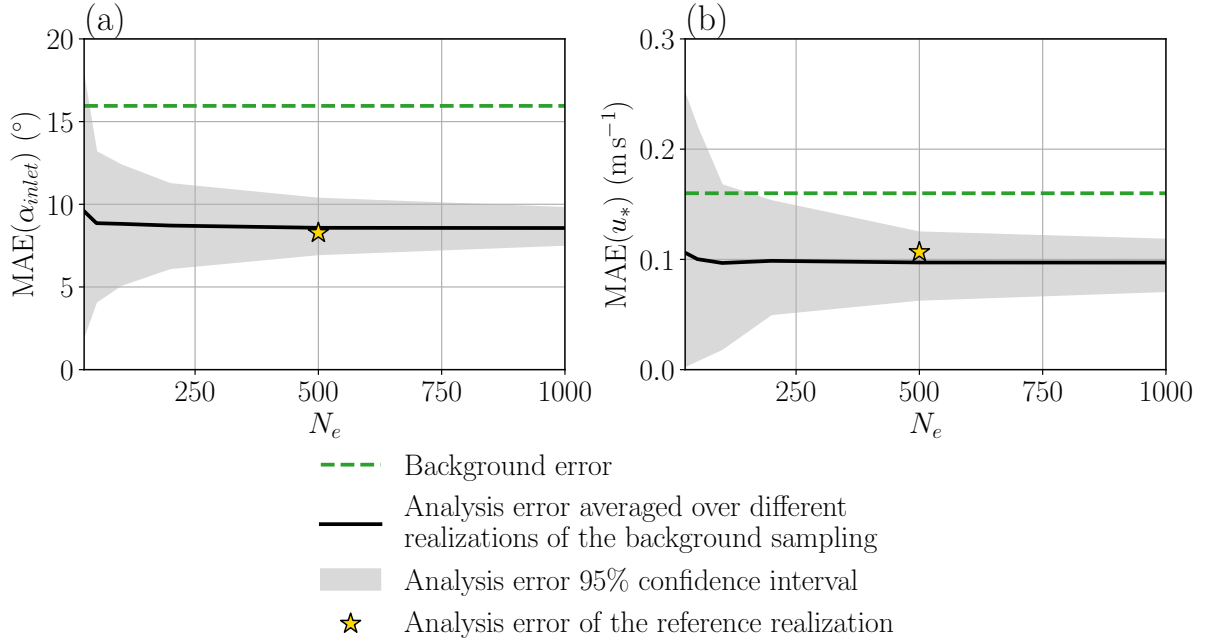 (a)
20
15
10
5
0
MAE(α_inlet) (°)
250 500 750 1000
N_e
(b)
0.3
0.2
0.1
0.0
MAE(u_*) (m s⁻¹)
250 500 750 1000
N_e
Background error
Analysis error averaged over different
realizations of the background sampling
Analysis error 95% confidence interval
Analysis error of the reference realization